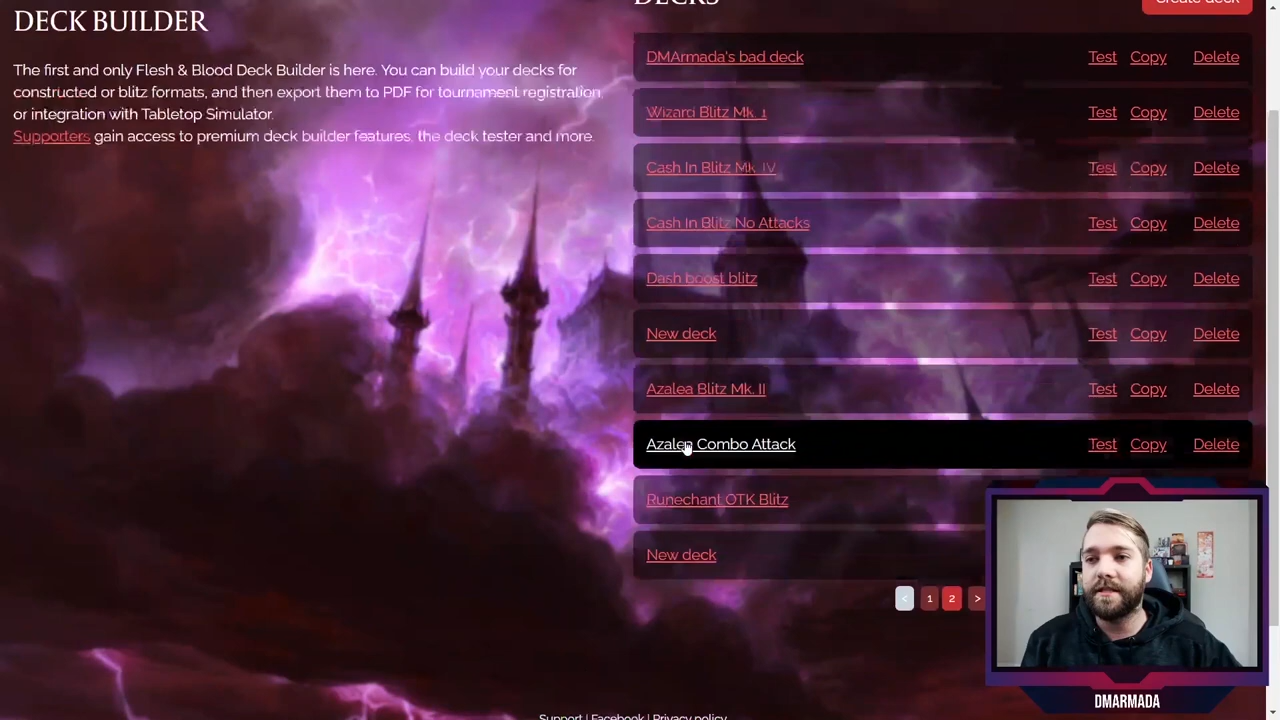 DECK BUILDER
The first and only Flesh & Blood Deck Builder is here. You can build your decks for
constructed or blitz formats, and then export them to PDF for tournament registration
or integration with Tabletop Simulator.
Supporters gain access to premium deck builder features, the deck tester and more.
DECKS
Create deck
DMArmada's bad deck Test Copy Delete
Wizard Blitz Mk. 1 Test Copy Delete
Cash In Blitz Mk. IV Test Copy Delete
Cash In Blitz No Attacks Test Copy Delete
Dash boost blitz Test Copy Delete
New deck Test Copy Delete
Azalea Blitz Mk. II Test Copy Delete
Azalea Combo Attack Test Copy Delete
Runechant OTK Blitz
New deck
< 1 2 >
DMARMADA
Support | Facebook | Privacy policy